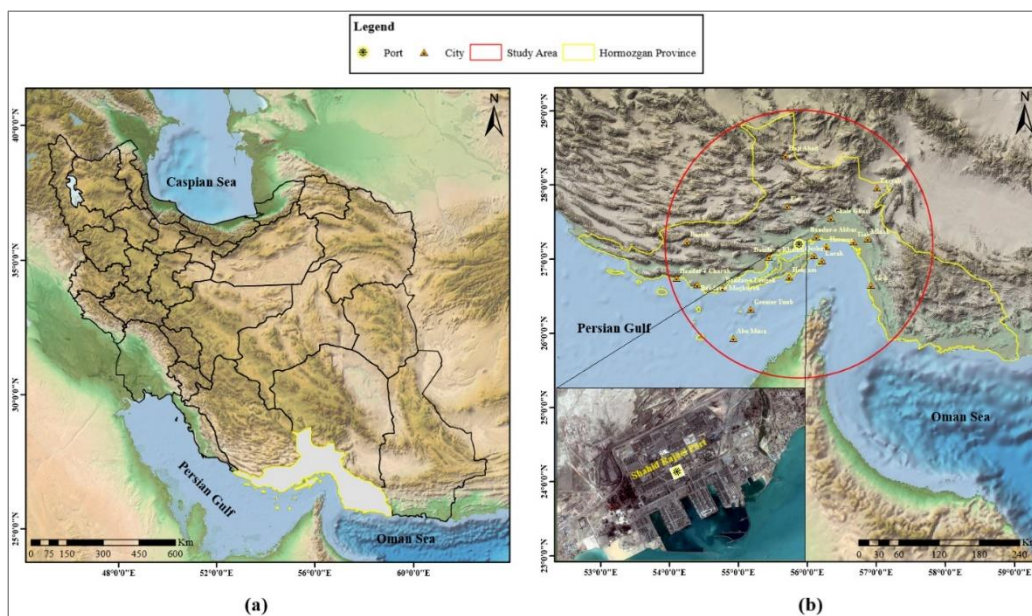 Legend
Port
City
Study Area
Hormozgan Province
N
40°0'0"N
35°0'0"N
30°0'0"N
25°0'0"N
Caspian Sea
Persian Gulf
Oman Sea
0 75 150 300 450 600
Km
48°0'0"E
52°0'0"E
56°0'0"E
60°0'0"E
(a)
N
29°0'0"N
28°0'0"N
27°0'0"N
26°0'0"N
25°0'0"N
24°0'0"N
23°0'0"N
Haji Abad
Bandar-e Abbas
Bandar-e Charak
Greater Tunb
Abu Musa
Persian Gulf
Oman Sea
Shahid Rajaee Port
0 30 60 120 180 240
Km
53°0'0"E
54°0'0"E
55°0'0"E
56°0'0"E
57°0'0"E
58°0'0"E
59°0'0"E
(b)